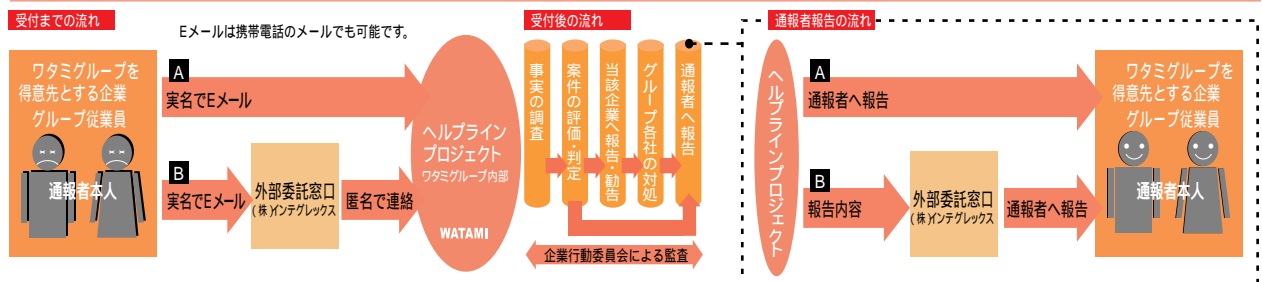 受付までの流れ
Eメールは携帯電話のメールでも可能です。
ワタミグループを
得意先とする企業
グループ従業員
通報者本人
A
実名でEメール
B
実名でEメール
外部委託窓口
(株)インテグレックス
匿名で連絡
ヘルプライン
プロジェクト
ワタミグループ内部
WATAMI
受付後の流れ
事実の調査
案件の評価・判定
当該企業へ報告・勧告
グループ各社の対処
通報者へ報告
企業行動委員会による監査
通報者報告の流れ
ヘルプラインプロジェクト
A
通報者へ報告
B
報告内容
外部委託窓口
(株)インテグレックス
通報者へ報告
ワタミグループを
得意先とする企業
グループ従業員
通報者本人